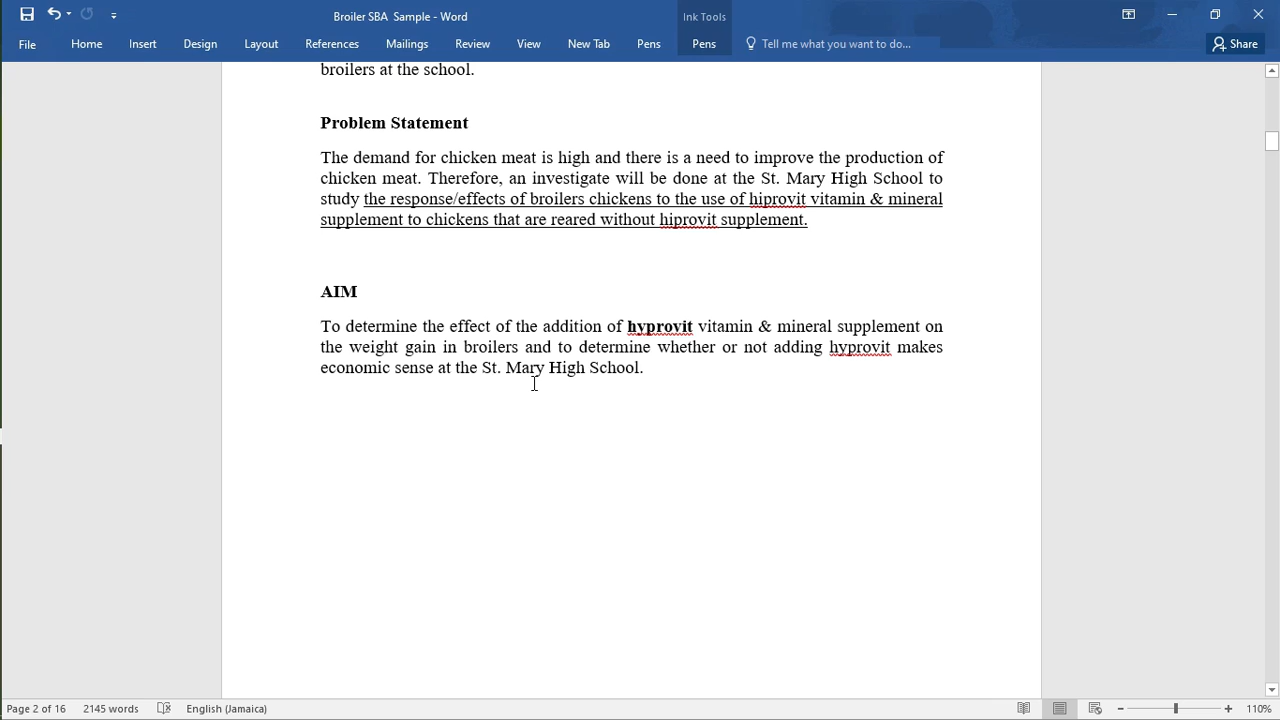 Broiler SBA Sample - Word
Ink Tools
File Home Insert Design Layout References Mailings Review View New Tab Pens Pens Tell me what you want to do... Share
broilers at the school.
Problem Statement
The demand for chicken meat is high and there is a need to improve the production of
chicken meat. Therefore, an investigate will be done at the St. Mary High School to
study the response/effects of broilers chickens to the use of hiprovit vitamin & mineral
supplement to chickens that are reared without hiprovit supplement.
AIM
To determine the effect of the addition of hyprovit vitamin & mineral supplement on
the weight gain in broilers and to determine whether or not adding hyprovit makes
economic sense at the St. Mary High School.
Page 2 of 16 2145 words English (Jamaica) 110%